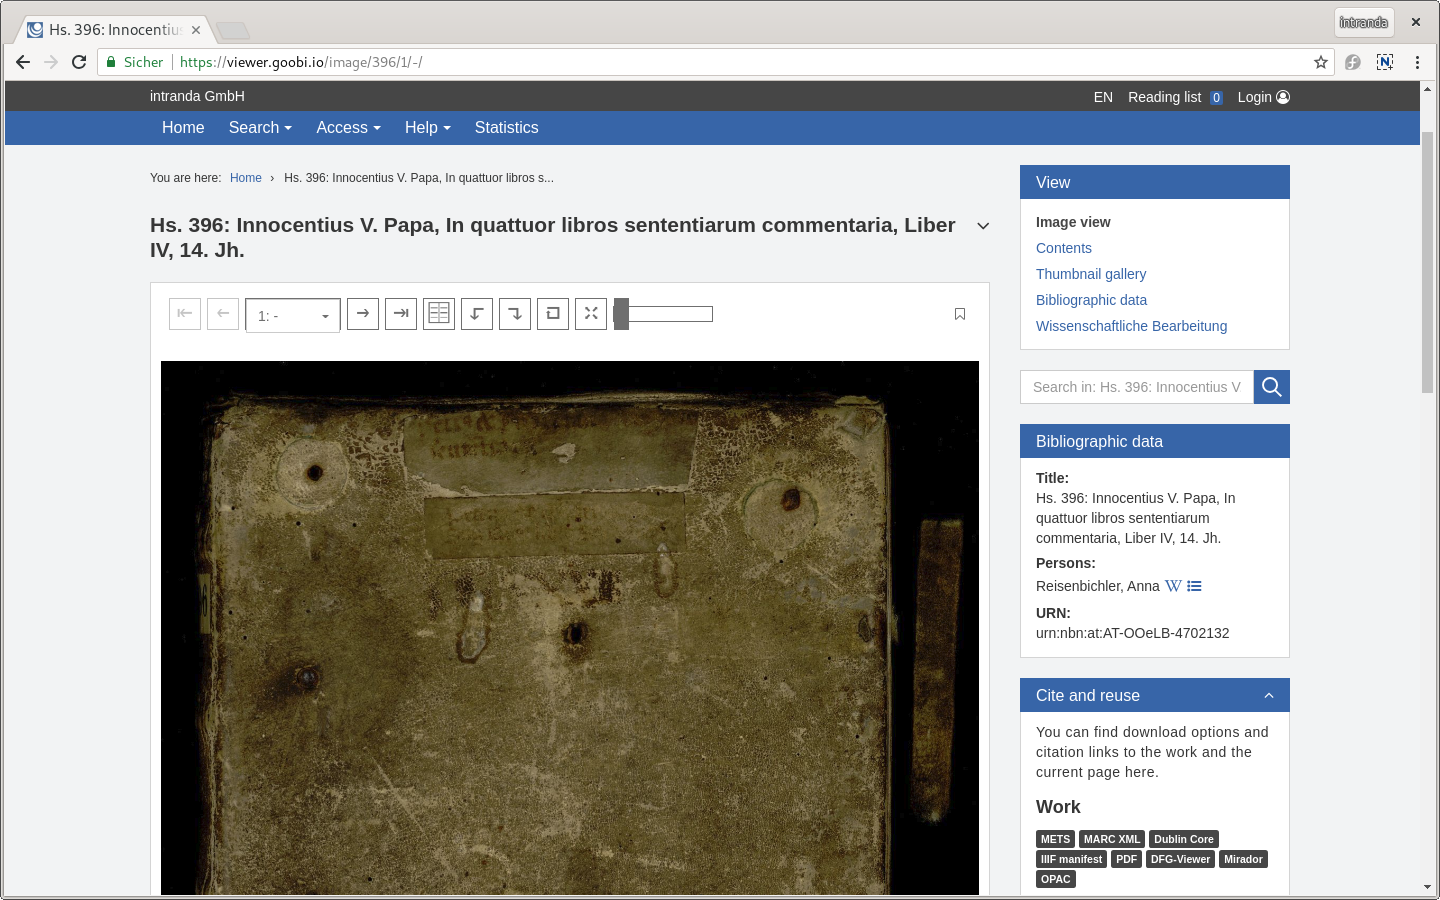 Hs. 396: Innocentius
intranda
Sicher https://viewer.goobi.io/image/396/1/-/
intranda GmbH
EN Reading list 0 Login
Home Search Access Help Statistics
You are here: Home › Hs. 396: Innocentius V. Papa, In quattuor libros s...
Hs. 396: Innocentius V. Papa, In quattuor libros sententiarum commentaria, Liber
IV, 14. Jh.
1: -
View
Image view
Contents
Thumbnail gallery
Bibliographic data
Wissenschaftliche Bearbeitung
Search in: Hs. 396: Innocentius V
Bibliographic data
Title:
Hs. 396: Innocentius V. Papa, In
quattuor libros sententiarum
commentaria, Liber IV, 14. Jh.
Persons:
Reisenbichler, Anna W
URN:
urn:nbn:at:AT-OOeLB-4702132
Cite and reuse
You can find download options and
citation links to the work and the
current page here.
Work
METS MARC XML Dublin Core
IIIF manifest PDF DFG-Viewer Mirador
OPAC